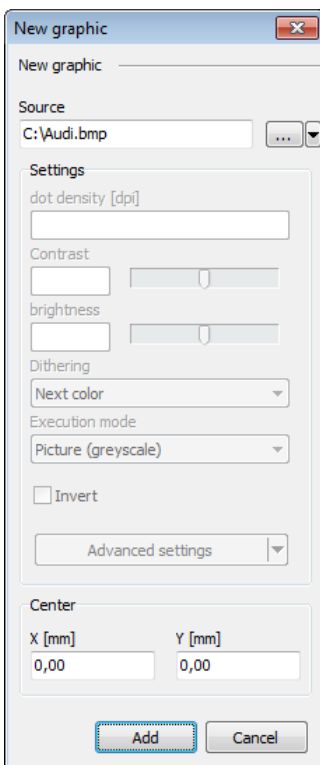 New graphic
New graphic
Source
C:\Audi.bmp
...
Settings
dot density [dpi]
Contrast
brightness
Dithering
Next color
Execution mode
Picture (greyscale)
Invert
Advanced settings
Center
X [mm] Y [mm]
0,00 0,00
Add Cancel